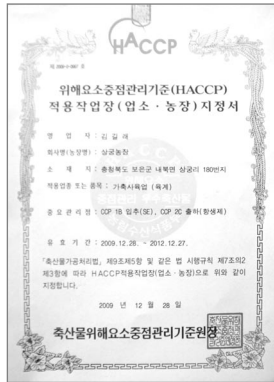 HACCP
위해요소중점관리기준(HACCP)
적용작업장(업소 · 농장)지정서
영 업 자 : 김길래
회사명(농장명) : 상궁농장
소 재 지 : 충청북도 보은군 내북면 상궁리 180번지
적용업종 또는 품목 : 가축사육업 (육계)
중요관리점 : CCP 1B 입추(SE), CCP 2C 출하(항생제)
유 효 기 간 : 2009.12.28. - 2012.12.27.
「축산물가공처리법」 제9조제5항 및 같은 법 시행규칙 제7조의2
제3항에 따라 HACCP적용작업장(업소 · 농장)으로 위와 같이
지정합니다.
2009 년 12 월 28 일
축산물위해요소중점관리기준원장